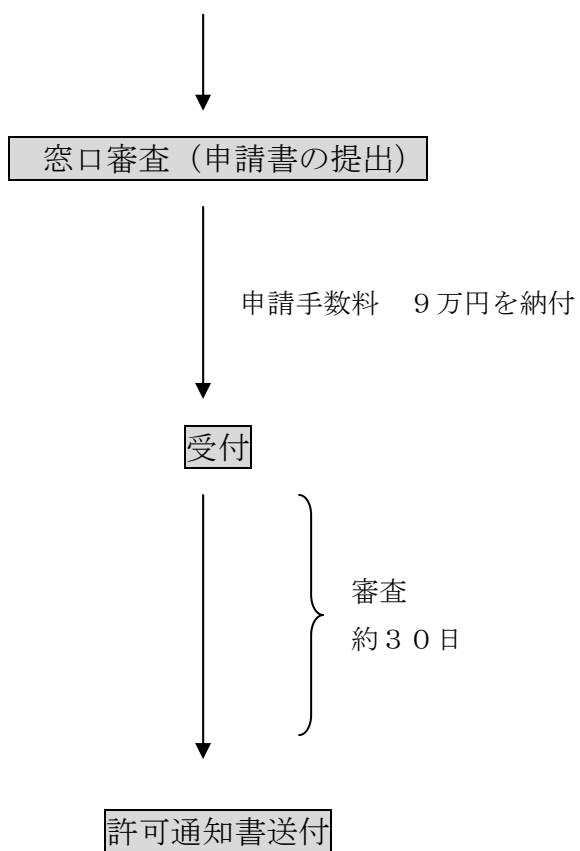 窓口審査（申請書の提出）
申請手数料　９万円を納付
受付
審査
約３０日
許可通知書送付